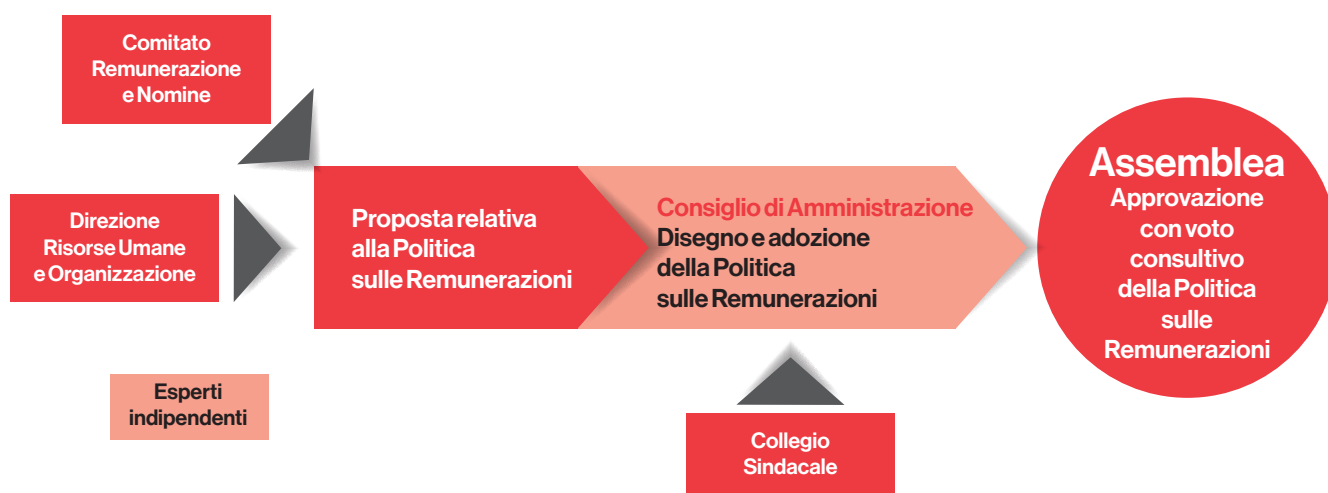 Comitato
Remunerazione
e Nomine
Direzione
Risorse Umane
e Organizzazione
Esperti
indipendenti
Proposta relativa
alla Politica
sulle Remunerazioni
Consiglio di Amministrazione
Disegno e adozione
della Politica
sulle Remunerazioni
Collegio
Sindacale
Assemblea
Approvazione
con voto
consultivo
della Politica
sulle
Remunerazioni